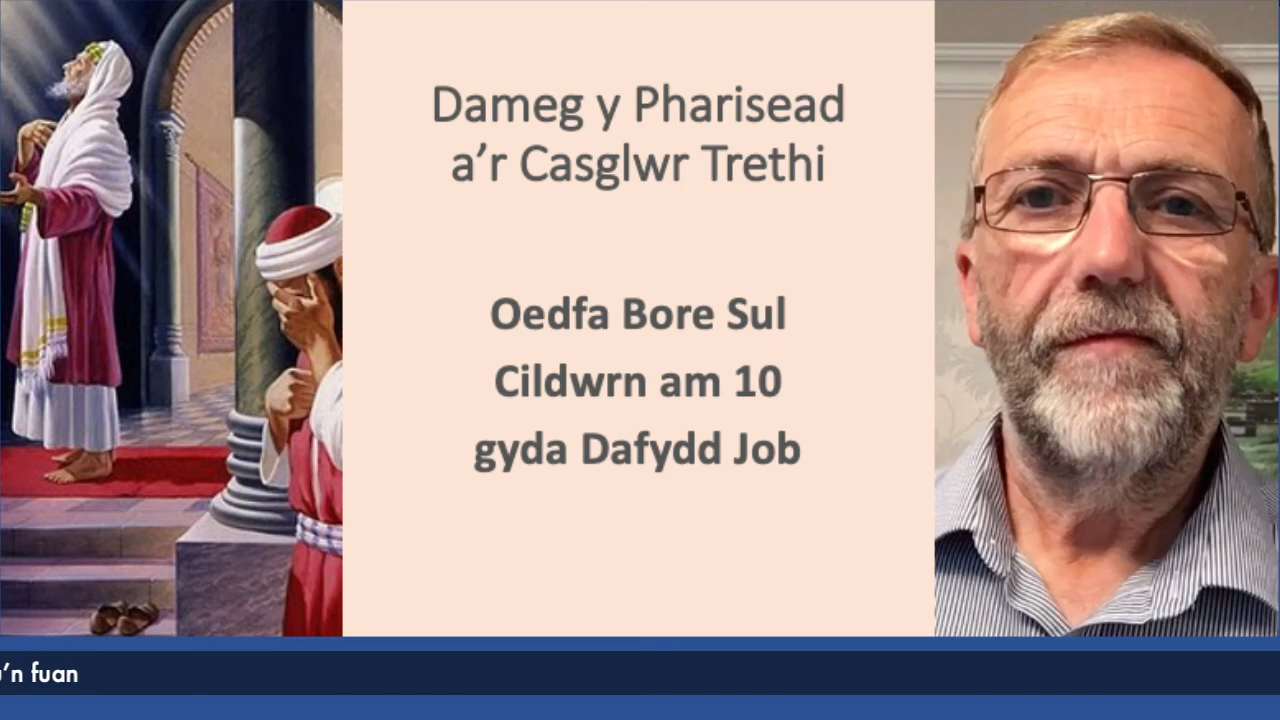 Dameg y Pharisead
a’r Casglwr Trethi
Oedfa Bore Sul
Cildwrn am 10
gyda Dafydd Job
’n fuan